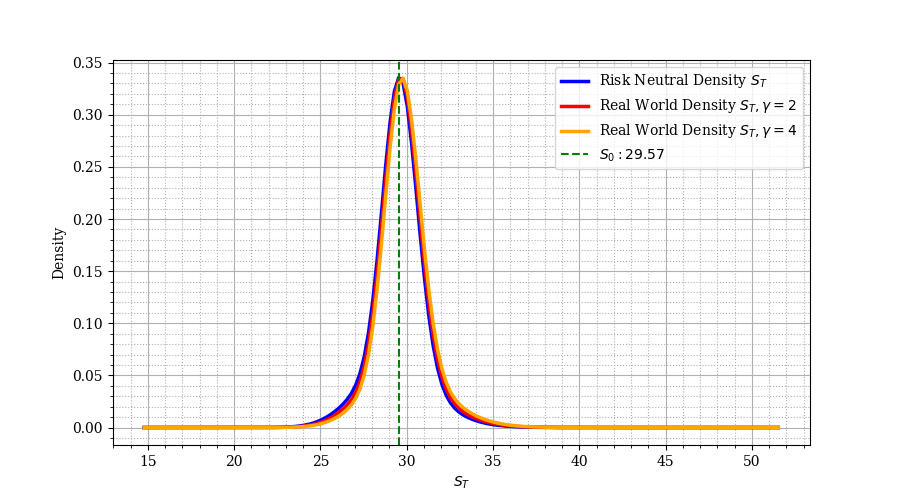 Risk Neutral Density S_T
Real World Density S_T, γ = 2
Real World Density S_T, γ = 4
S_0 : 29.57
Density
0.35
0.30
0.25
0.20
0.15
0.10
0.05
0.00
15 20 25 30 35 40 45 50
S_T